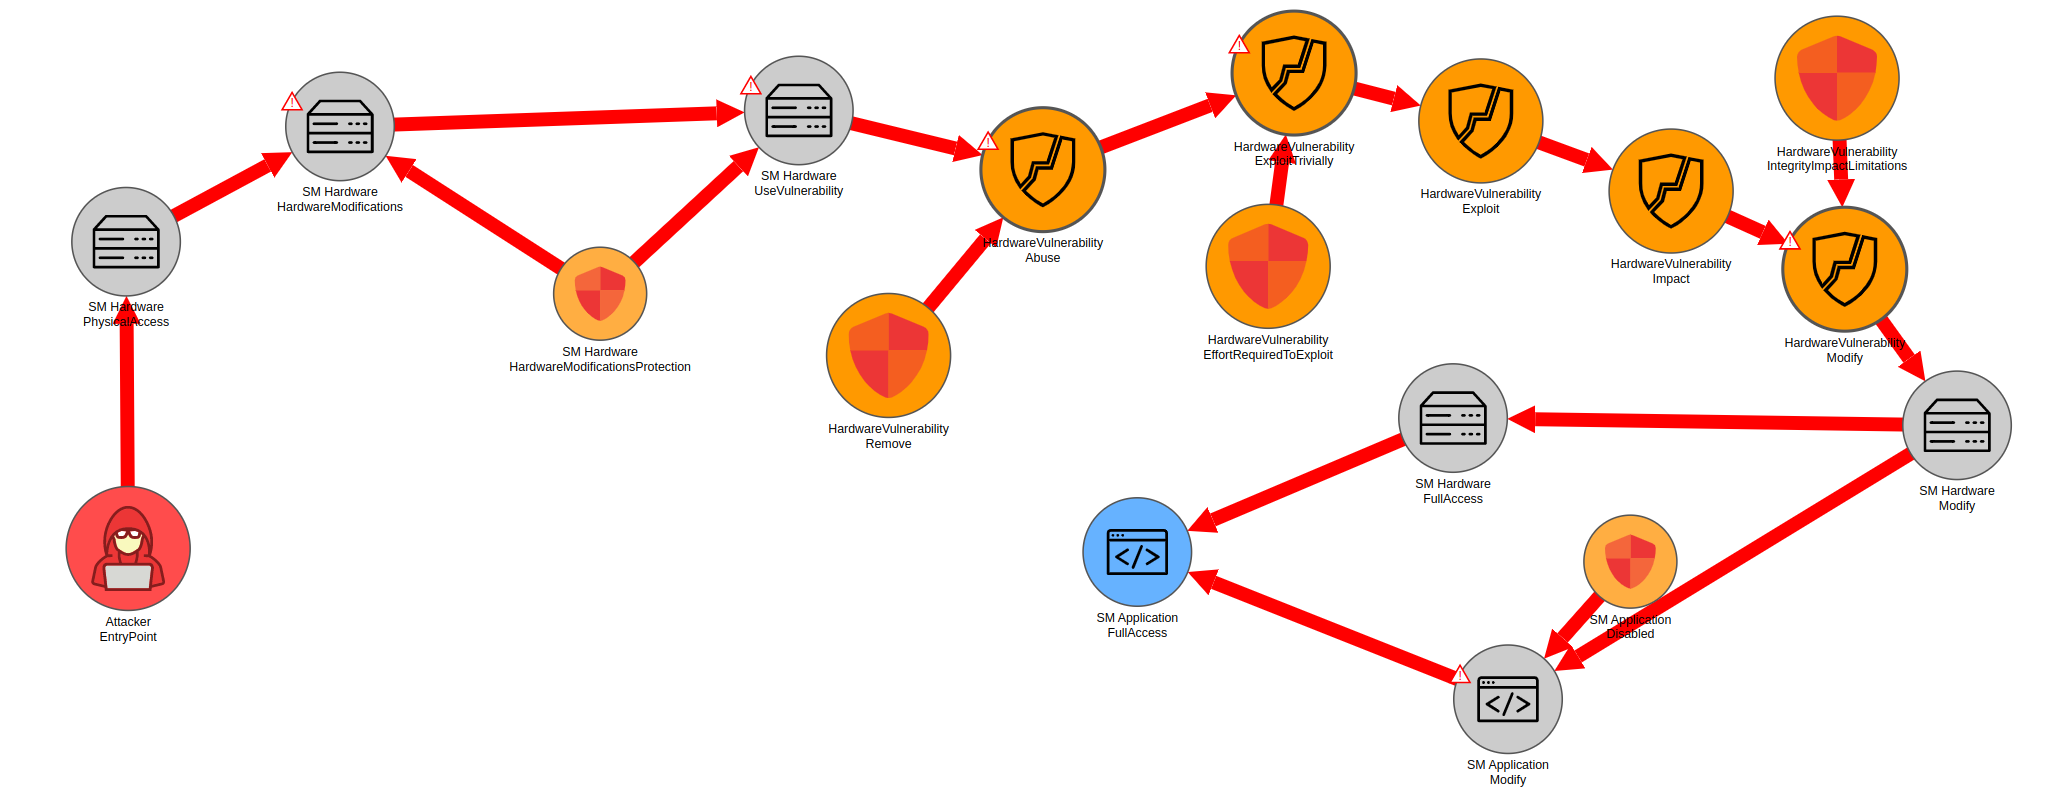 SM Hardware
PhysicalAccess
Attacker
EntryPoint
SM Hardware
HardwareModifications
SM Hardware
HardwareModificationsProtection
SM Hardware
UseVulnerability
HardwareVulnerability
Remove
HardwareVulnerability
Abuse
HardwareVulnerability
ExploitTrivially
HardwareVulnerability
EffortRequiredToExploit
HardwareVulnerability
Exploit
HardwareVulnerability
Impact
HardwareVulnerability
IntegrityImpactLimitations
HardwareVulnerability
Modify
SM Hardware
Modify
SM Hardware
FullAccess
SM Application
FullAccess
SM Application
Disabled
SM Application
Modify